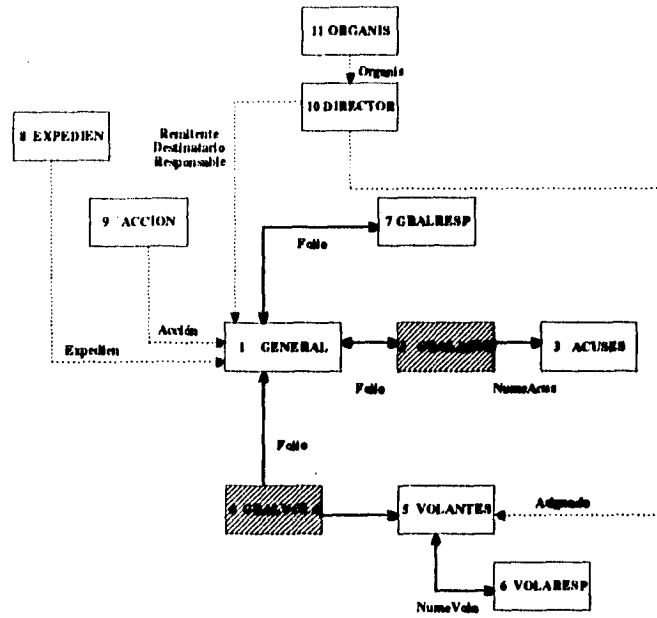 11 ORGANIS
Organis
10 DIRECTOR
8 EXPEDIEN
Remitente
Destinatario
Responsable
9 ACCION
7 GRALRESP
Folio
Acción
Expedien
1 GENERAL
3 ACUSES
Folio
NumeAcus
Folio
5 VOLANTES
Asignado
6 VOLARESP
NumeVola